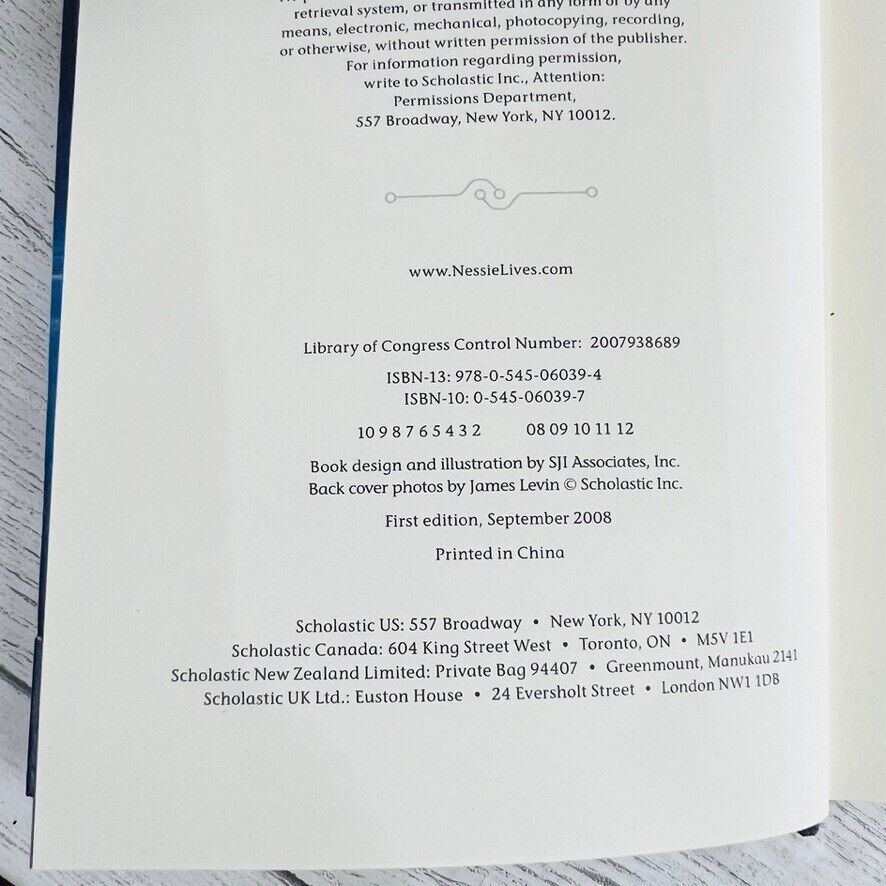 retrieval system, or transmitted in any form or by any
means, electronic, mechanical, photocopying, recording,
or otherwise, without written permission of the publisher.
For information regarding permission,
write to Scholastic Inc., Attention:
Permissions Department,
557 Broadway, New York, NY 10012.
www.NessieLives.com
Library of Congress Control Number: 2007938689
ISBN-13: 978-0-545-06039-4
ISBN-10: 0-545-06039-7
10 9 8 7 6 5 4 3 2 08 09 10 11 12
Book design and illustration by SJI Associates, Inc.
Back cover photos by James Levin © Scholastic Inc.
First edition, September 2008
Printed in China
Scholastic US: 557 Broadway • New York, NY 10012
Scholastic Canada: 604 King Street West • Toronto, ON • M5V 1E1
Scholastic New Zealand Limited: Private Bag 94407 • Greenmount, Manukau 2141
Scholastic UK Ltd.: Euston House • 24 Eversholt Street • London NW1 1DB